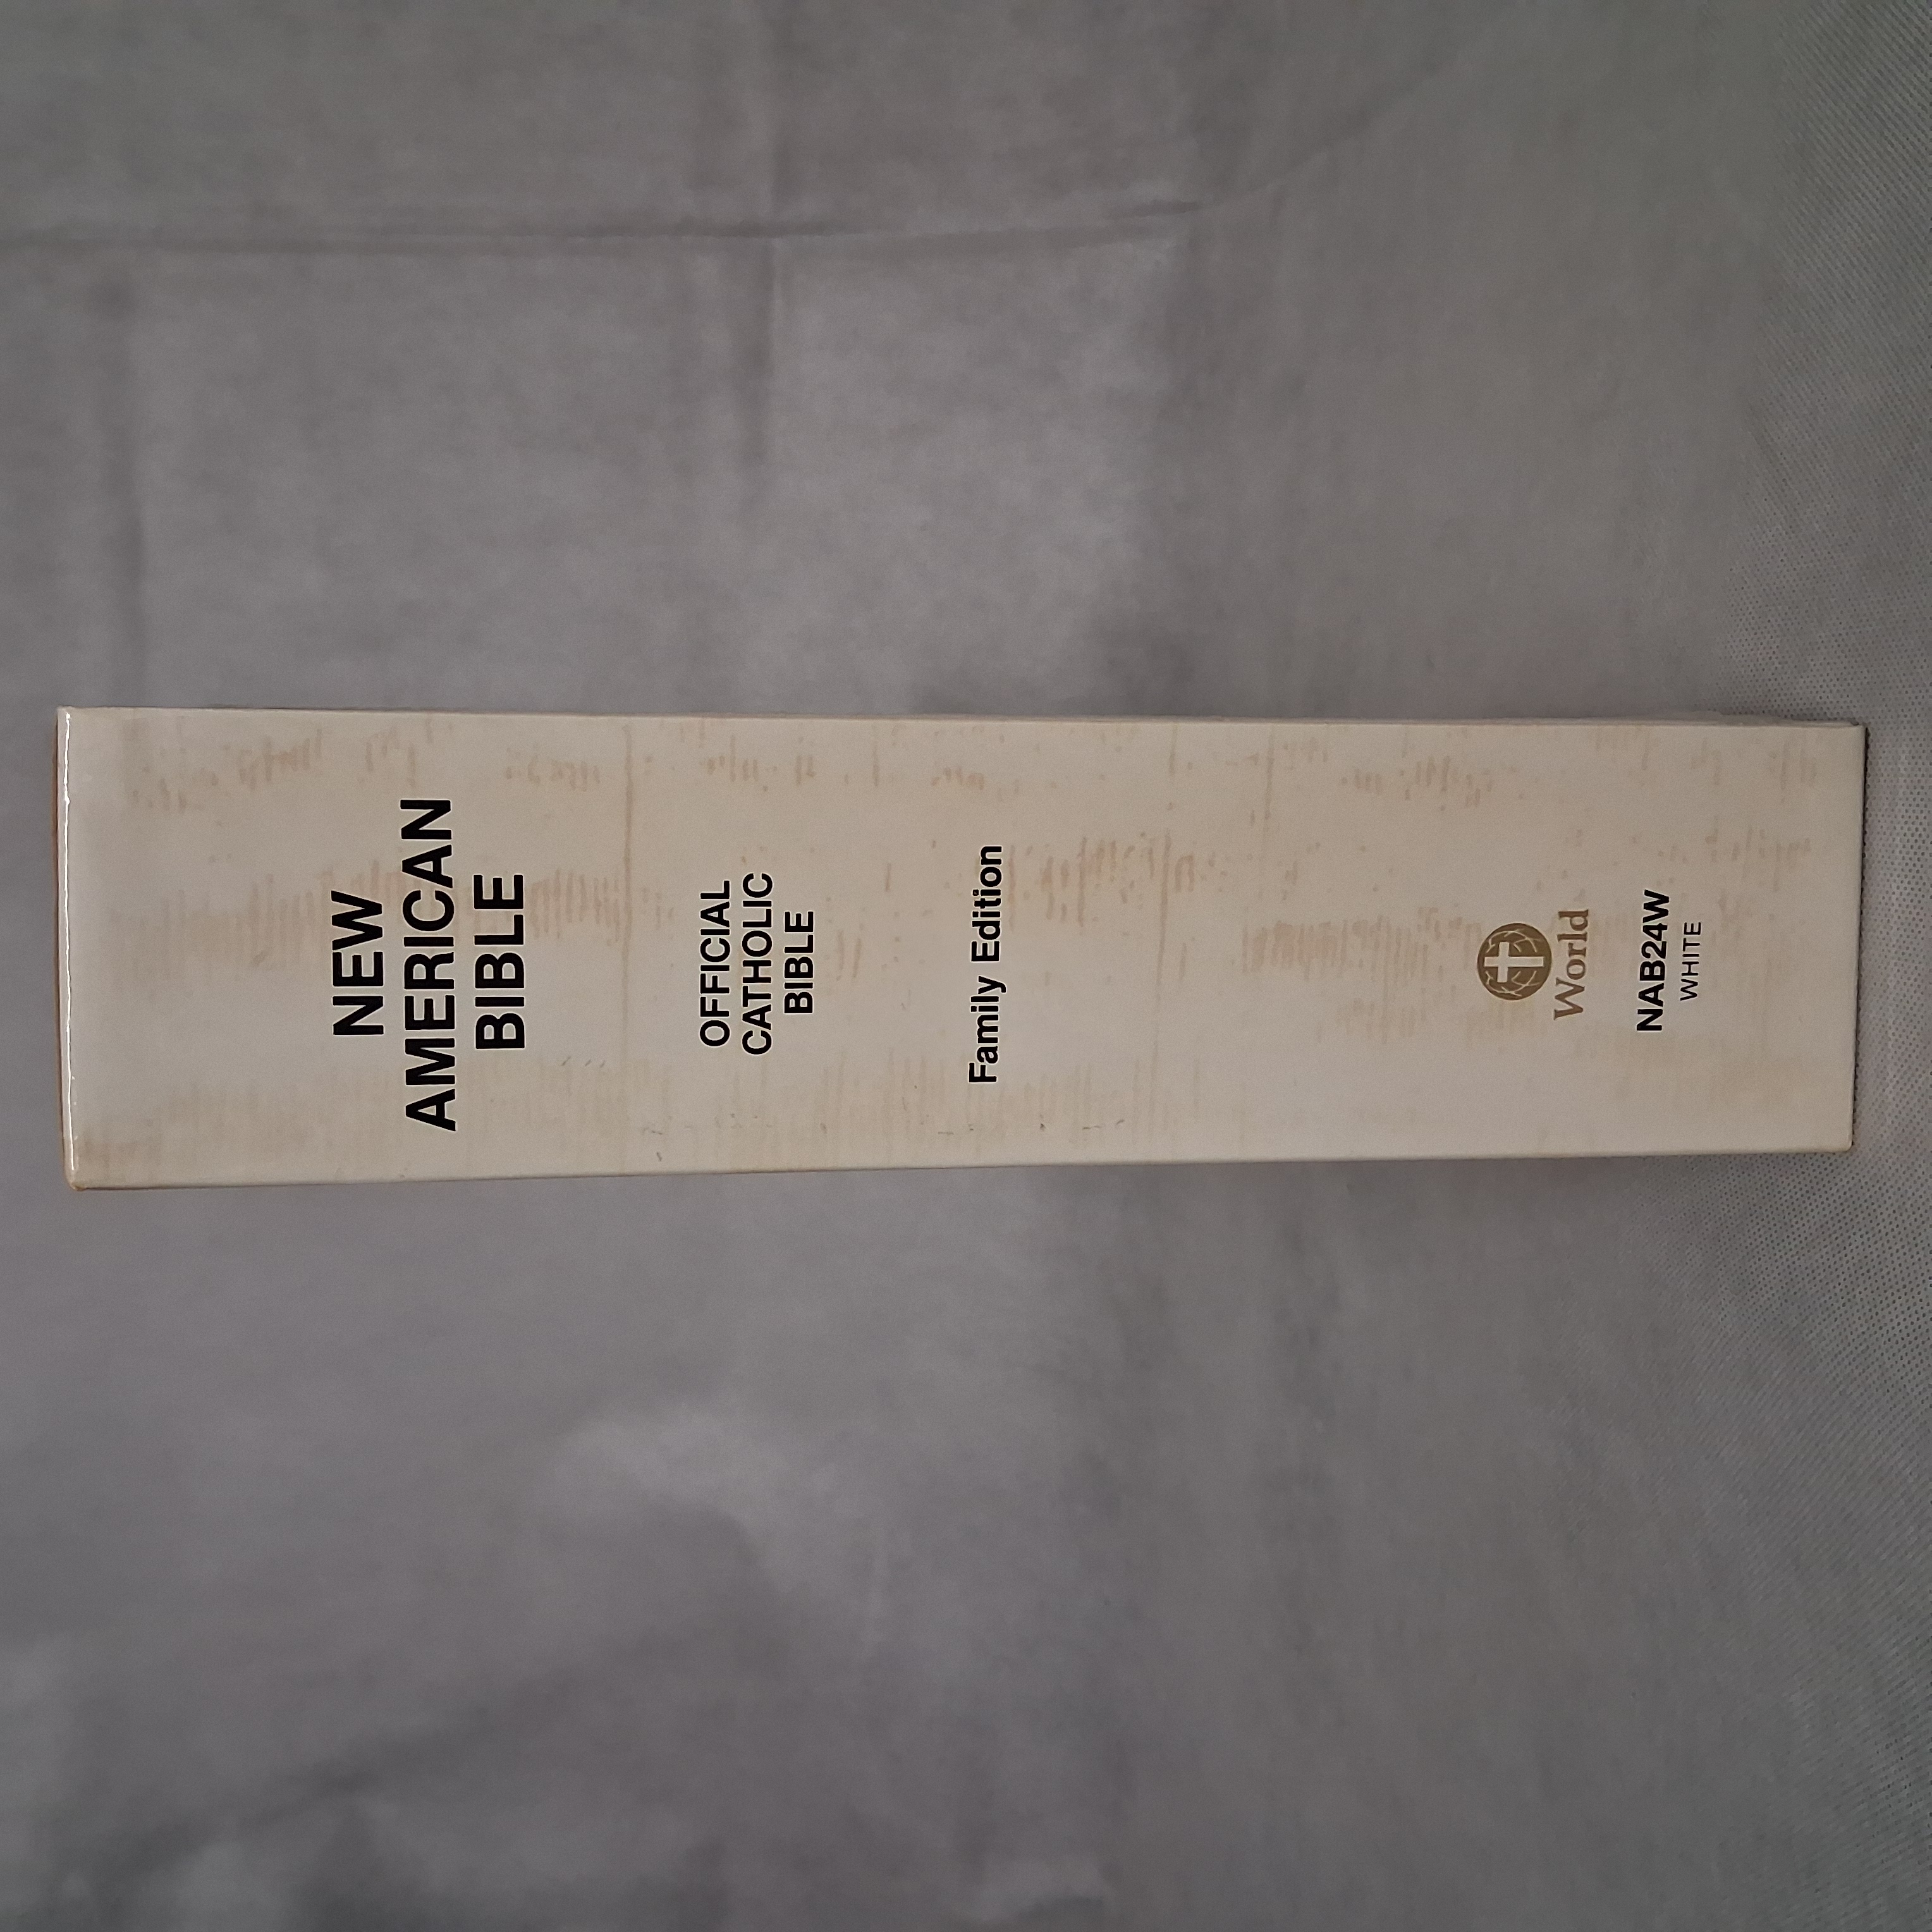 NEW
AMERICAN
BIBLE
OFFICIAL
CATHOLIC
BIBLE
Family Edition
World
NAB24W
WHITE